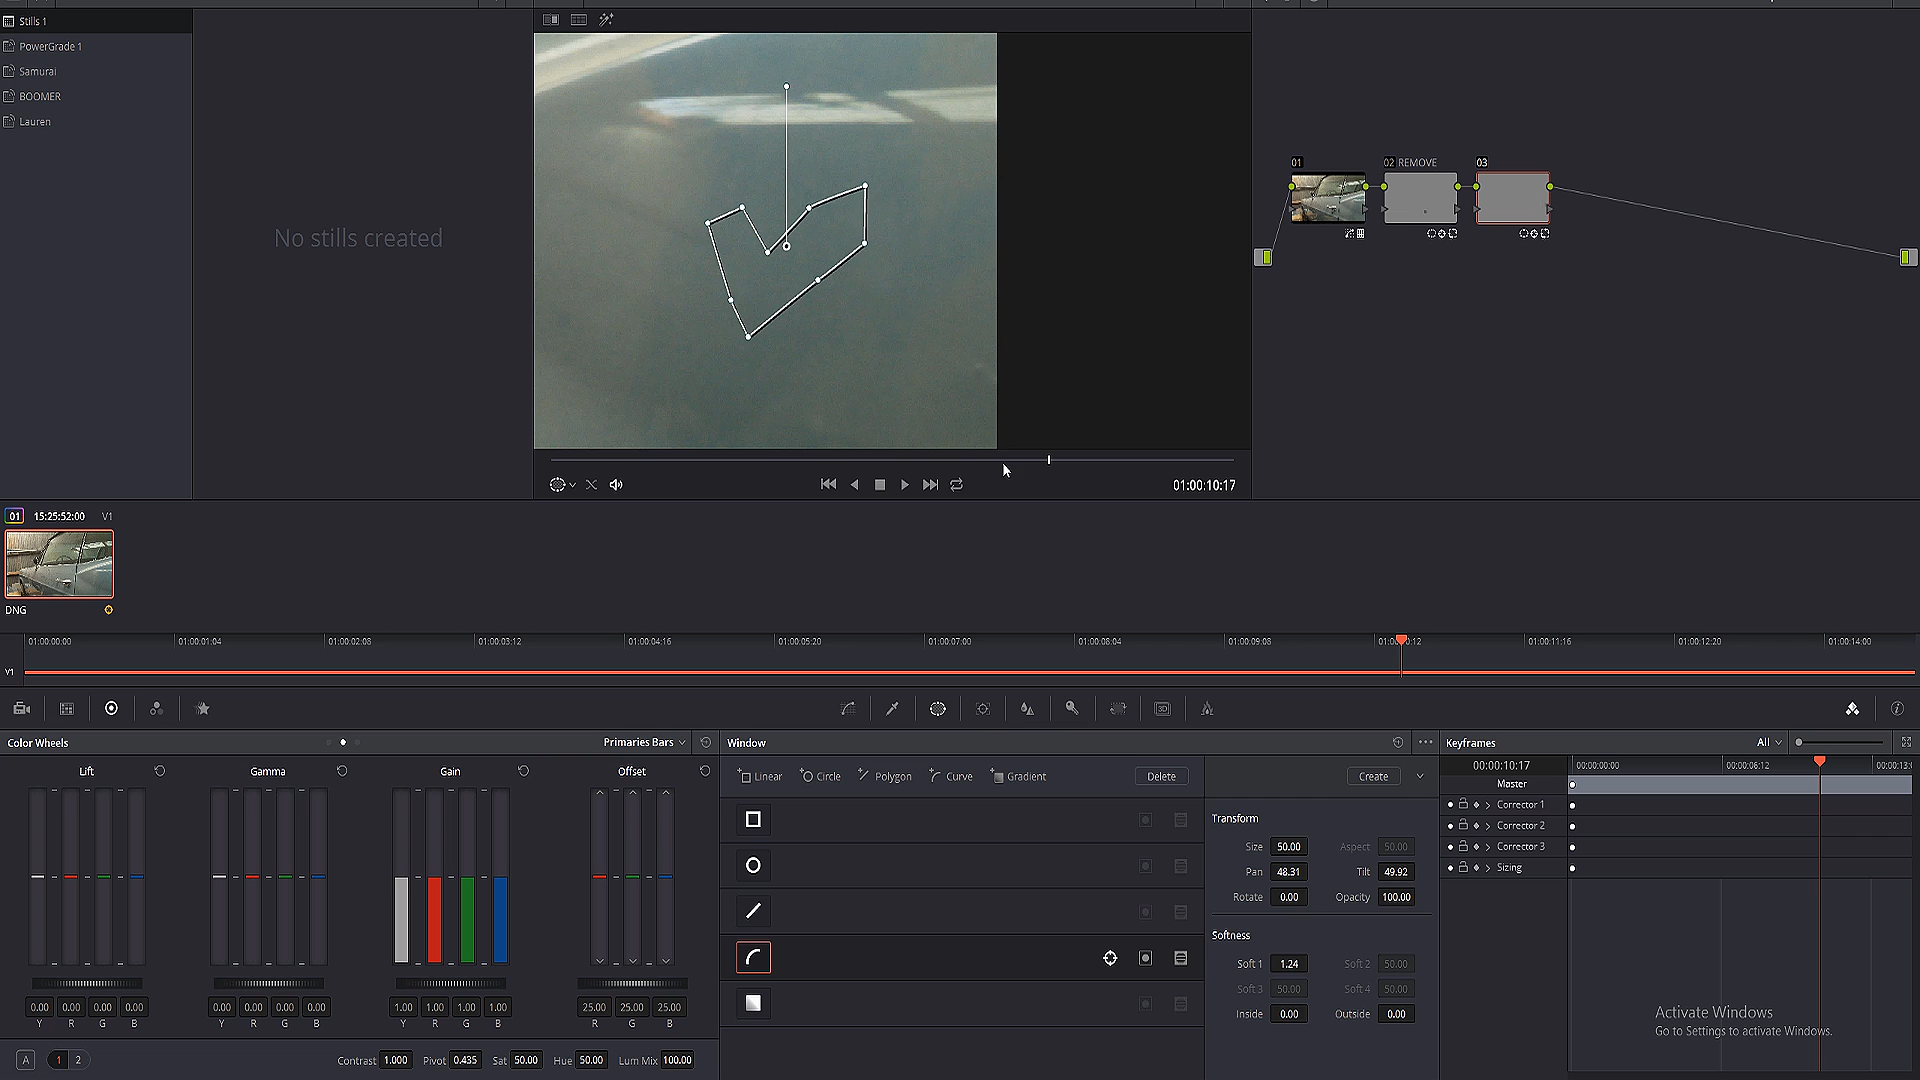 Stills 1
PowerGrade 1
Samurai
BOOMER
Lauren
No stills created
01
02 REMOVE
03
01:00:10:17
01 15:25:52:00 V1
DNG
01:00:00:00 01:00:01:04 01:00:02:08 01:00:03:12 01:00:04:16 01:00:05:20 01:00:07:00 01:00:08:04 01:00:09:08 01:00:11:16 01:00:12:20 01:00:14:00
V1
3D
Color Wheels Primaries Bars
Lift Gamma Gain Offset
0.00 0.00 0.00 0.00 0.00 0.00 0.00 0.00 1.00 1.00 1.00 1.00 25.00 25.00 25.00
Y R G B Y R G B Y R G B R G B
A 1 2 Contrast 1.000 Pivot 0.435 Sat 50.00 Hue 50.00 Lum Mix 100.00
Window
Linear Circle Polygon Curve Gradient Delete Create
Transform
Size 50.00 Aspect 50.00
Pan 48.31 Tilt 49.92
Rotate 0.00 Opacity 100.00
Softness
Soft 1 1.24 Soft 2 50.00
Soft 3 50.00 Soft 4 50.00
Inside 0.00 Outside 0.00
Keyframes All
00:00:10:17 00:00:00:00 00:00:06:12
Master
Corrector 1
Corrector 2
Corrector 3
Sizing
Activate Windows
Go to Settings to activate Windows.